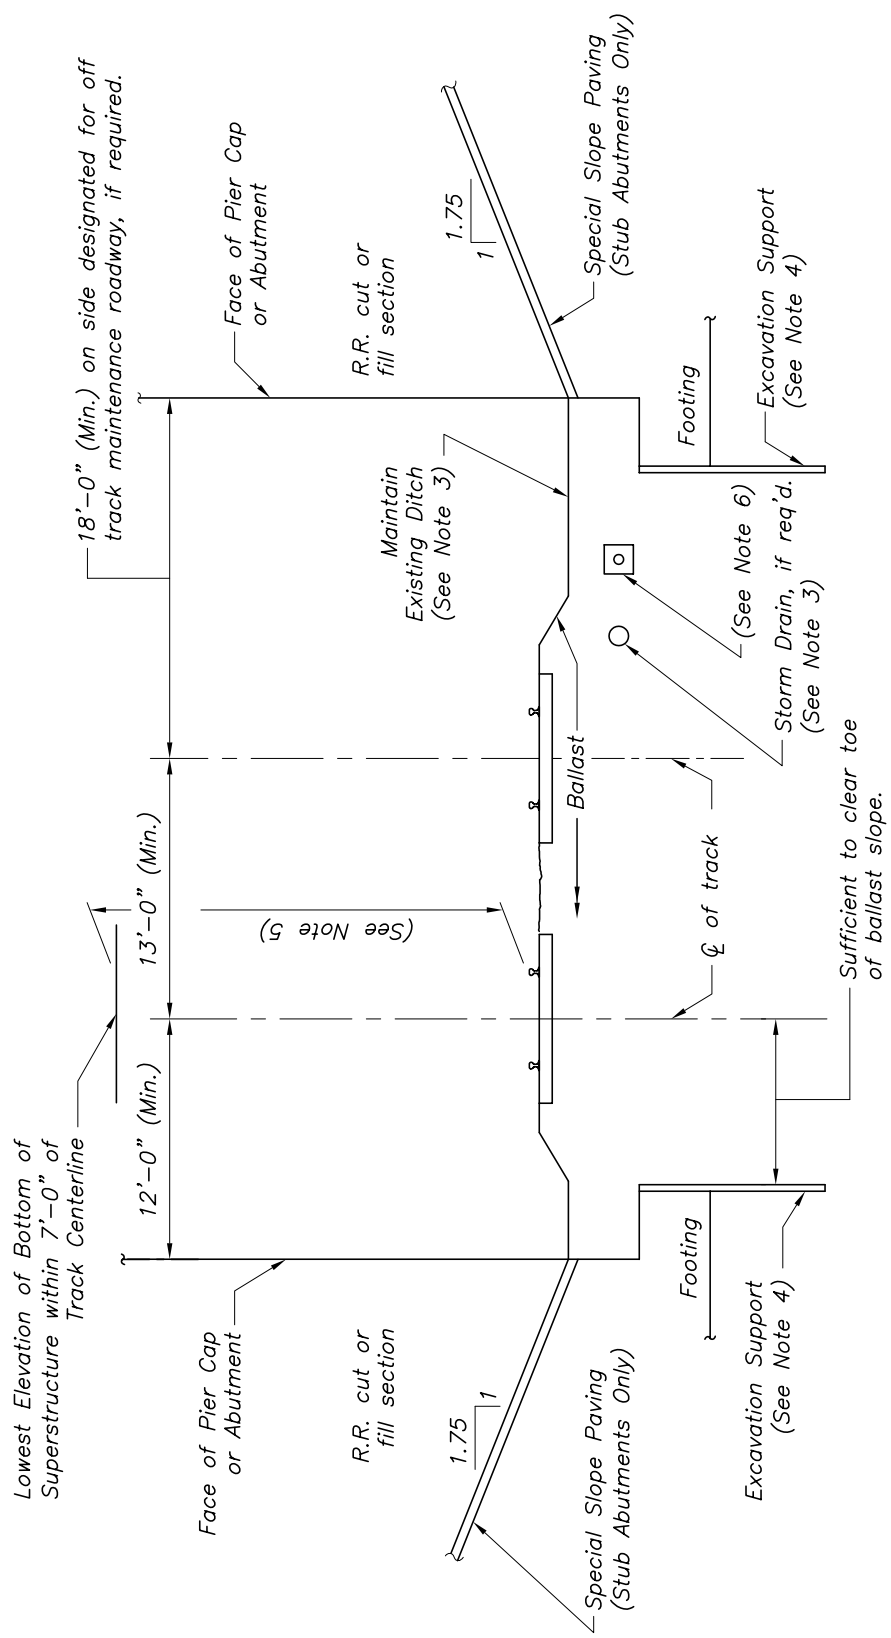 Lowest Elevation of Bottom of
Superstructure within 7'-0" of
Track Centerline
18'-0" (Min.) on side designated for off
track maintenance roadway, if required.
12'-0" (Min.)
13'-0" (Min.)
Face of Pier Cap
or Abutment
Face of Pier Cap
or Abutment
(See Note 5)
R.R. cut or
fill section
R.R. cut or
fill section
Maintain
Existing Ditch
(See Note 3)
1.75
1
1.75
1
Ballast
Special Slope Paving
(Stub Abutments Only)
Special Slope Paving
(Stub Abutments Only)
Footing
℄ of track
Footing
(See Note 6)
Storm Drain, if req'd.
(See Note 3)
Excavation Support
(See Note 4)
Excavation Support
(See Note 4)
Sufficient to clear toe
of ballast slope.